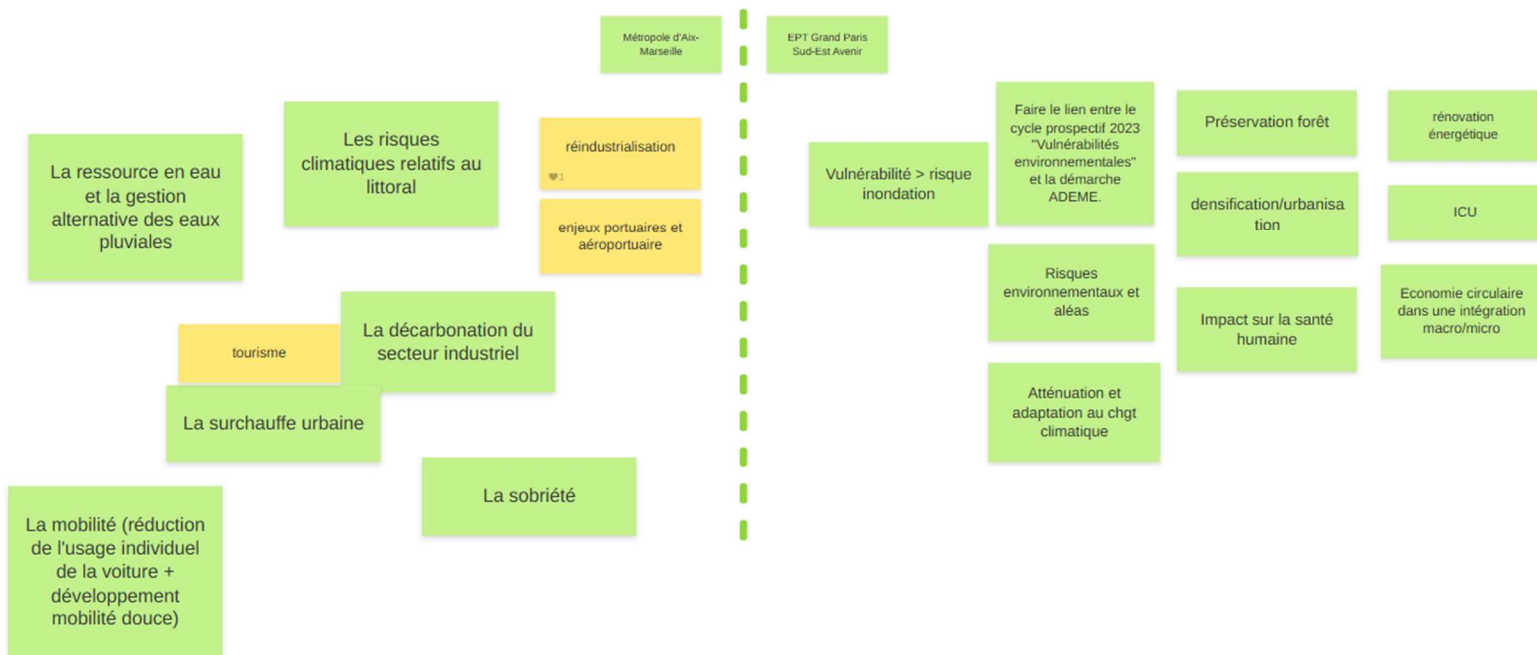 Métropole d'Aix-
Marseille
EPT Grand Paris
Sud-Est Avenir
La ressource en eau
et la gestion
alternative des eaux
pluviales
Les risques
climatiques relatifs au
littoral
réindustrialisation
1
enjeux portuaires et
aéroportuaire
tourisme
La décarbonation du
secteur industriel
La surchauffe urbaine
La sobriété
La mobilité (réduction
de l'usage individuel
de la voiture +
développement
mobilité douce)
Vulnérabilité > risque
inondation
Faire le lien entre le
cycle prospectif 2023
"Vulnérabilités
environnementales"
et la démarche
ADEME.
Risques
environnementaux et
aléas
Atténuation et
adaptation au chgt
climatique
Préservation forêt
densification/urbanisa
tion
Impact sur la santé
humaine
rénovation
énergétique
ICU
Economie circulaire
dans une intégration
macro/micro